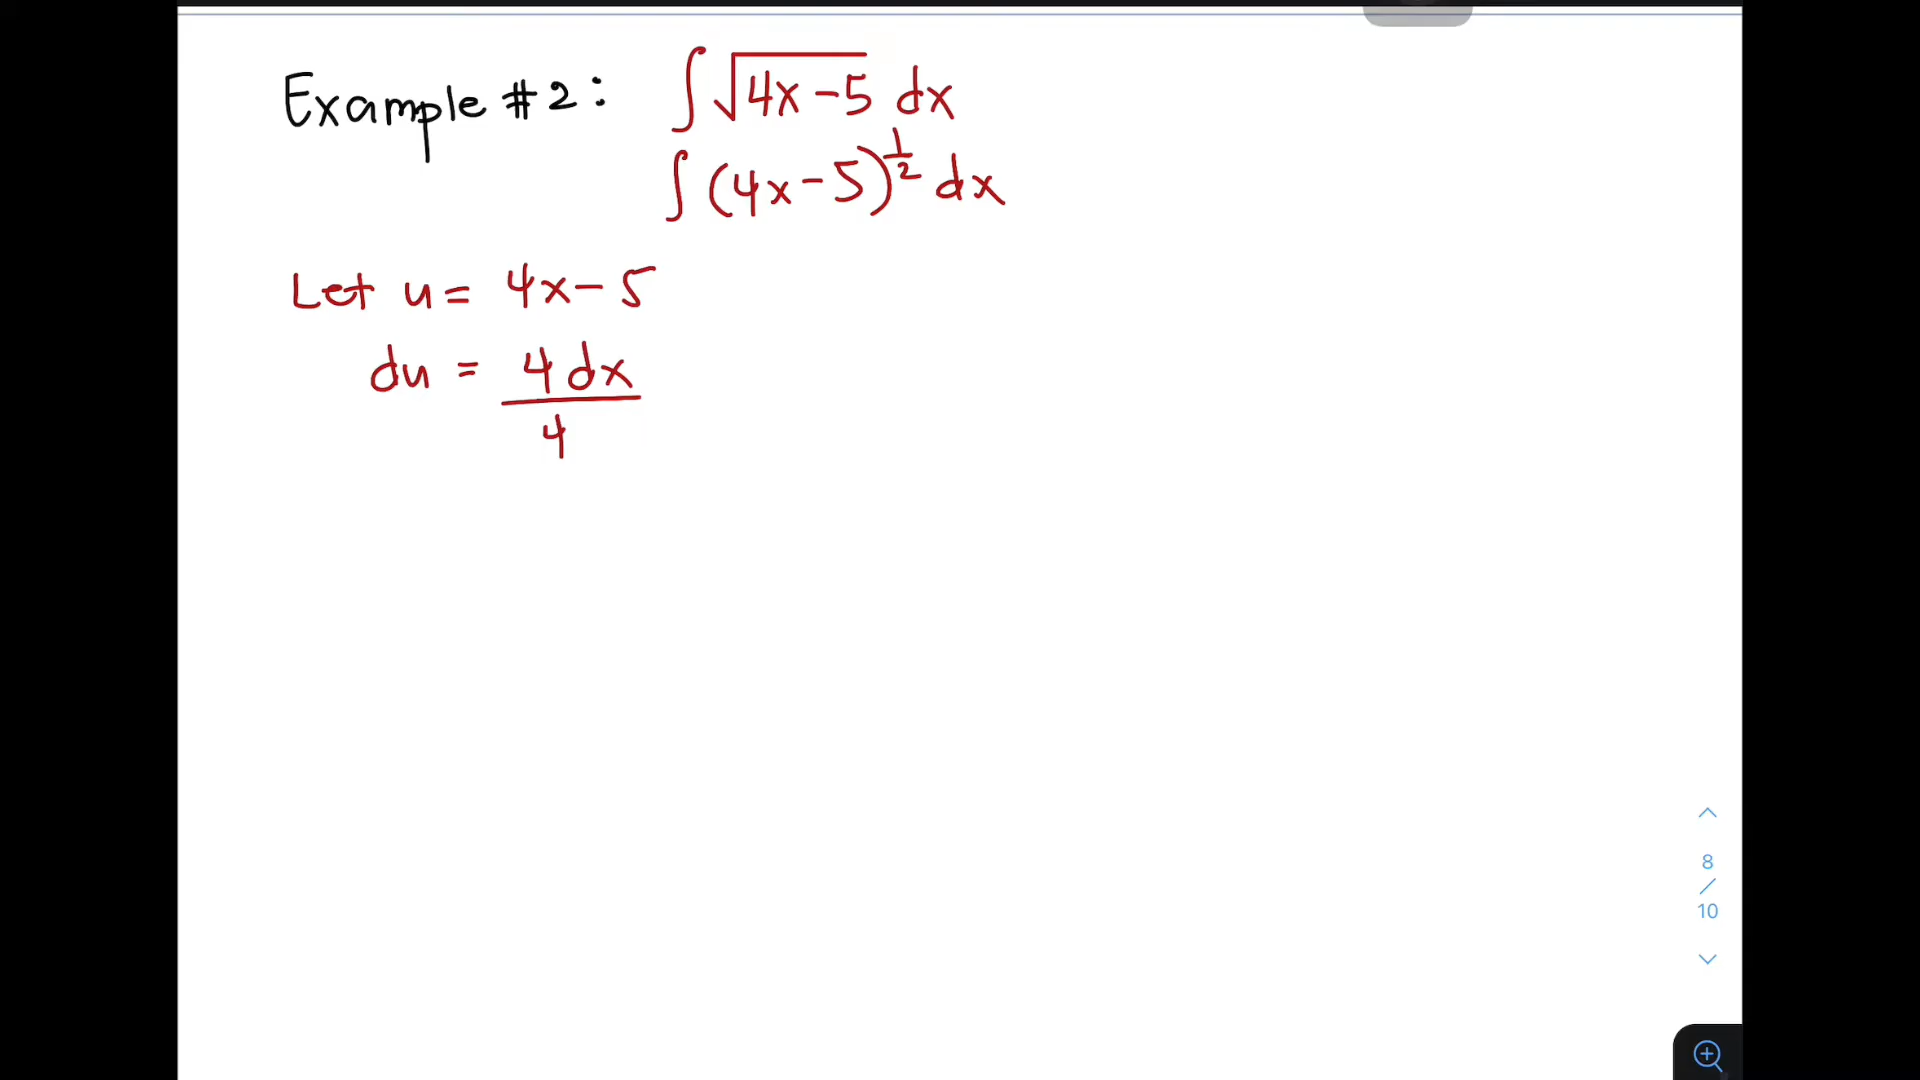 Example #2: ∫√(4x-5) dx
∫(4x-5)^(1/2) dx
Let u = 4x-5
du = 4dx
4
8
/
10